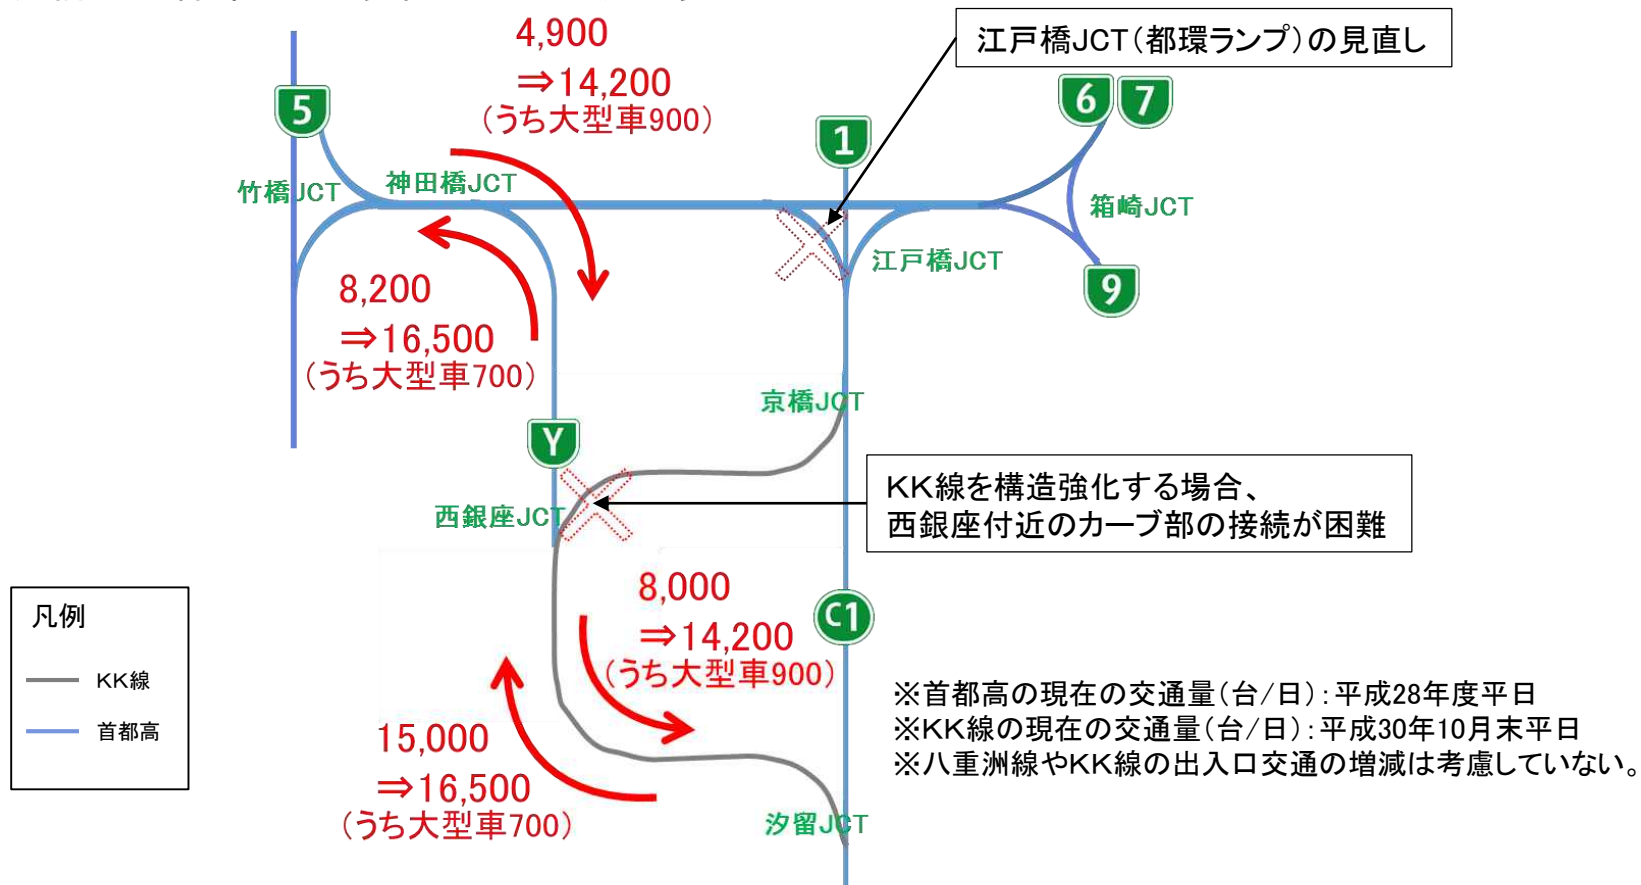 4,900
⇒14,200
(うち大型車900)
江戸橋JCT(都環ランプ)の見直し
5
1
6
7
竹橋JCT
神田橋JCT
箱崎JCT
江戸橋JCT
9
8,200
⇒16,500
(うち大型車700)
京橋JCT
Y
西銀座JCT
KK線を構造強化する場合、
西銀座付近のカーブ部の接続が困難
8,000
⇒14,200
(うち大型車900)
C1
凡例
KK線
首都高
15,000
⇒16,500
(うち大型車700)
汐留JCT
※首都高の現在の交通量(台/日):平成28年度平日
※KK線の現在の交通量(台/日):平成30年10月末平日
※八重洲線やKK線の出入口交通の増減は考慮していない。